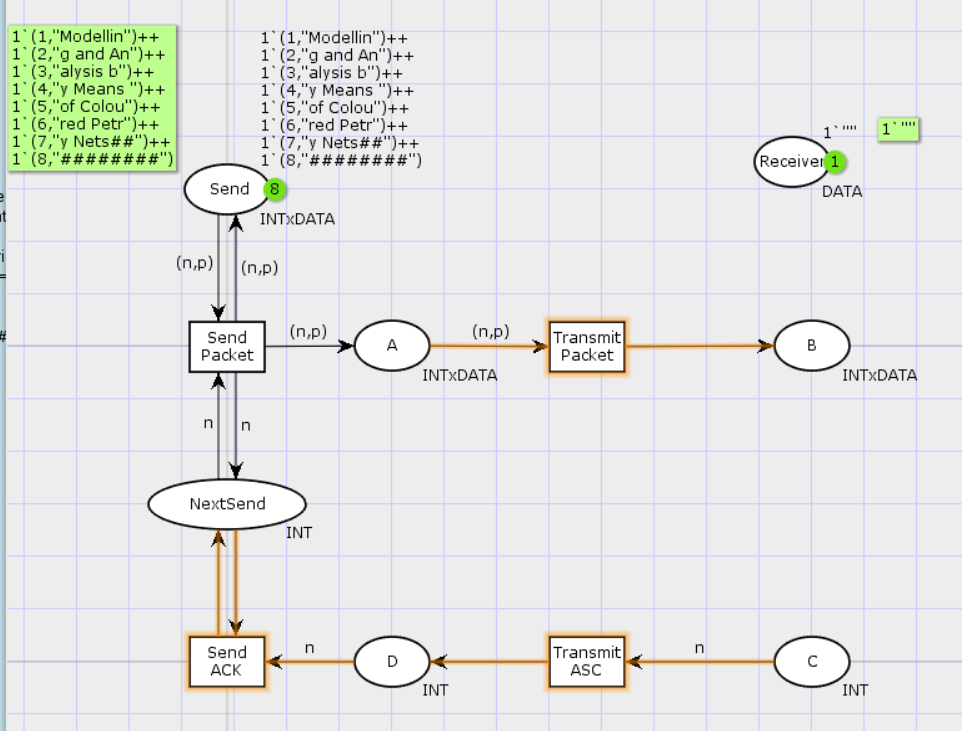 1`(1,"Modellin")++
1`(2,"g and An")++
1`(3,"alysis b")++
1`(4,"y Means ")++
1`(5,"of Colou")++
1`(6,"red Petr")++
1`(7,"y Nets##")++
1`(8,"########")
1`(1,"Modellin")++
1`(2,"g and An")++
1`(3,"alysis b")++
1`(4,"y Means ")++
1`(5,"of Colou")++
1`(6,"red Petr")++
1`(7,"y Nets##")++
1`(8,"########")
1`""
1`""
Receiver
1
DATA
Send
8
INTxDATA
(n,p)
(n,p)
Send
Packet
(n,p)
A
INTxDATA
(n,p)
Transmit
Packet
B
INTxDATA
n
n
NextSend
INT
Send
ACK
n
D
INT
Transmit
ASC
n
C
INT